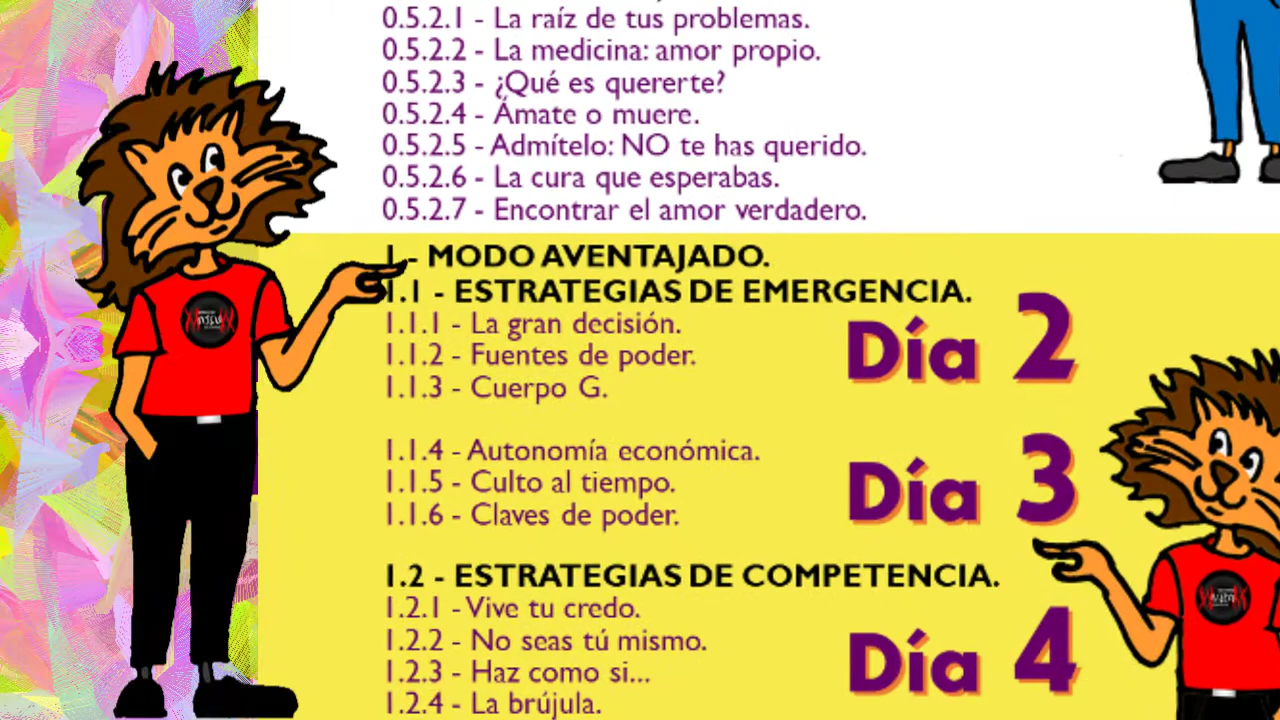 0.5.2.1 - La raíz de tus problemas.
0.5.2.2 - La medicina: amor propio.
0.5.2.3 - ¿Qué es quererte?
0.5.2.4 - Ámate o muere.
0.5.2.5 - Admítelo: NO te has querido.
0.5.2.6 - La cura que esperabas.
0.5.2.7 - Encontrar el amor verdadero.
1.- MODO AVENTAJADO.
1.1 - ESTRATEGIAS DE EMERGENCIA.
1.1.1 - La gran decisión.
1.1.2 - Fuentes de poder.
1.1.3 - Cuerpo G.
Día 2
1.1.4 - Autonomía económica.
1.1.5 - Culto al tiempo.
1.1.6 - Claves de poder.
Día 3
1.2 - ESTRATEGIAS DE COMPETENCIA.
1.2.1 - Vive tu credo.
1.2.2 - No seas tú mismo.
1.2.3 - Haz como si...
1.2.4 - La brújula.
Día 4